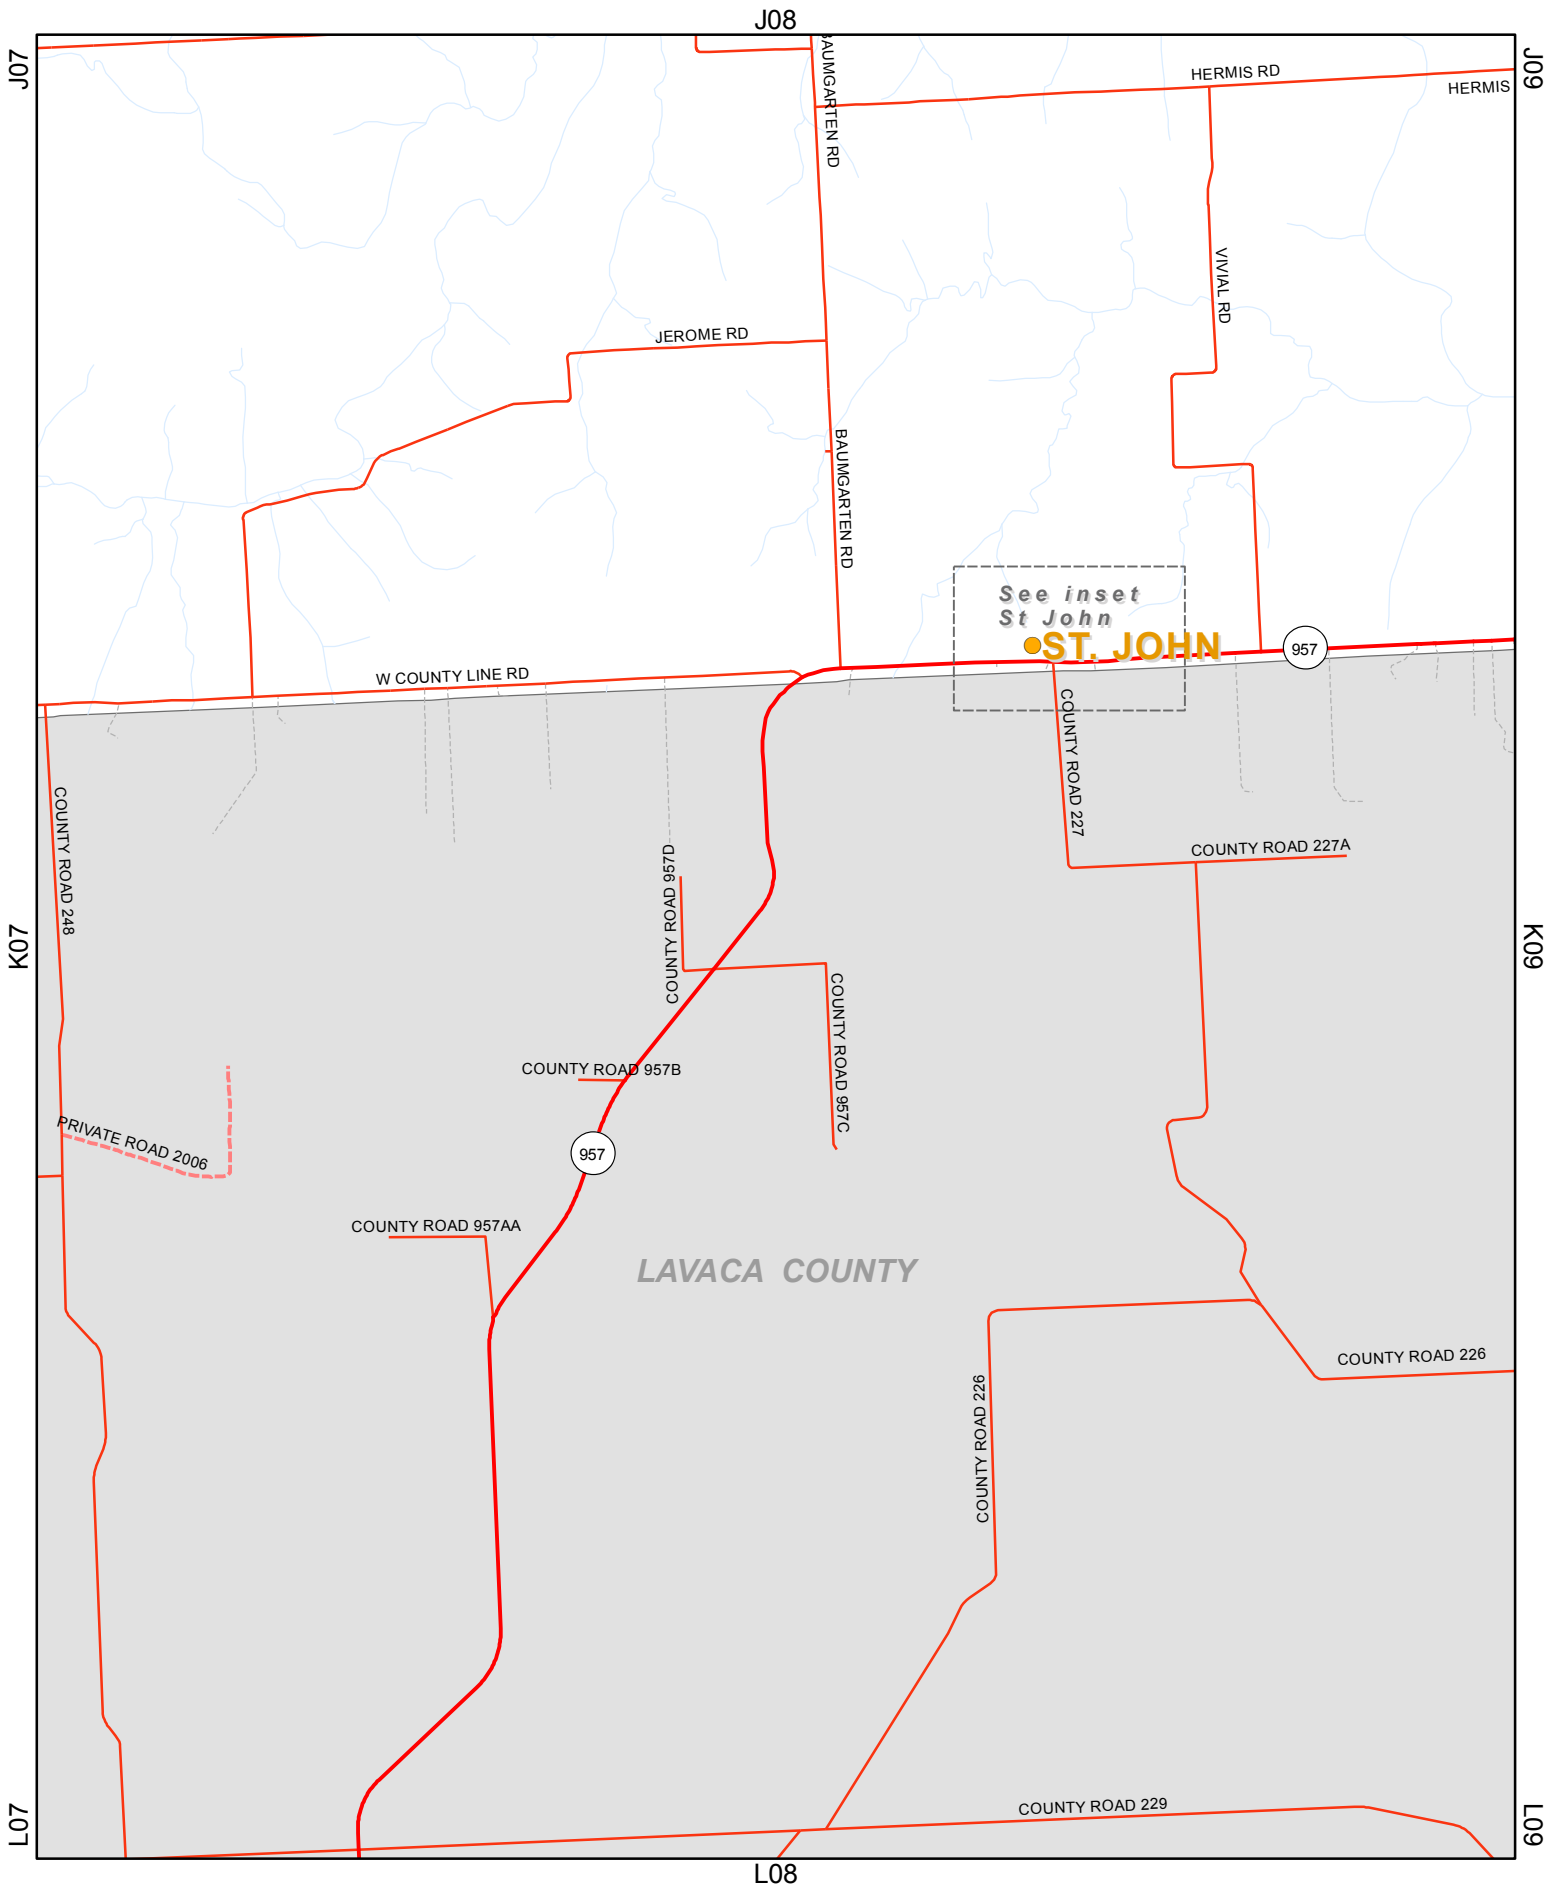 J08
J07
J09
BAUMGARTEN RD
HERMIS RD
HERMIS
VIVIAL RD
JEROME RD
BAUMGARTEN RD
See inset
St John
ST. JOHN
957
W COUNTY LINE RD
COUNTY ROAD 227
COUNTY ROAD 248
COUNTY ROAD 227A
COUNTY ROAD 957D
K07
K09
COUNTY ROAD 957C
COUNTY ROAD 957B
PRIVATE ROAD 2006
957
COUNTY ROAD 957AA
LAVACA COUNTY
COUNTY ROAD 226
COUNTY ROAD 226
COUNTY ROAD 229
L07
L09
L08